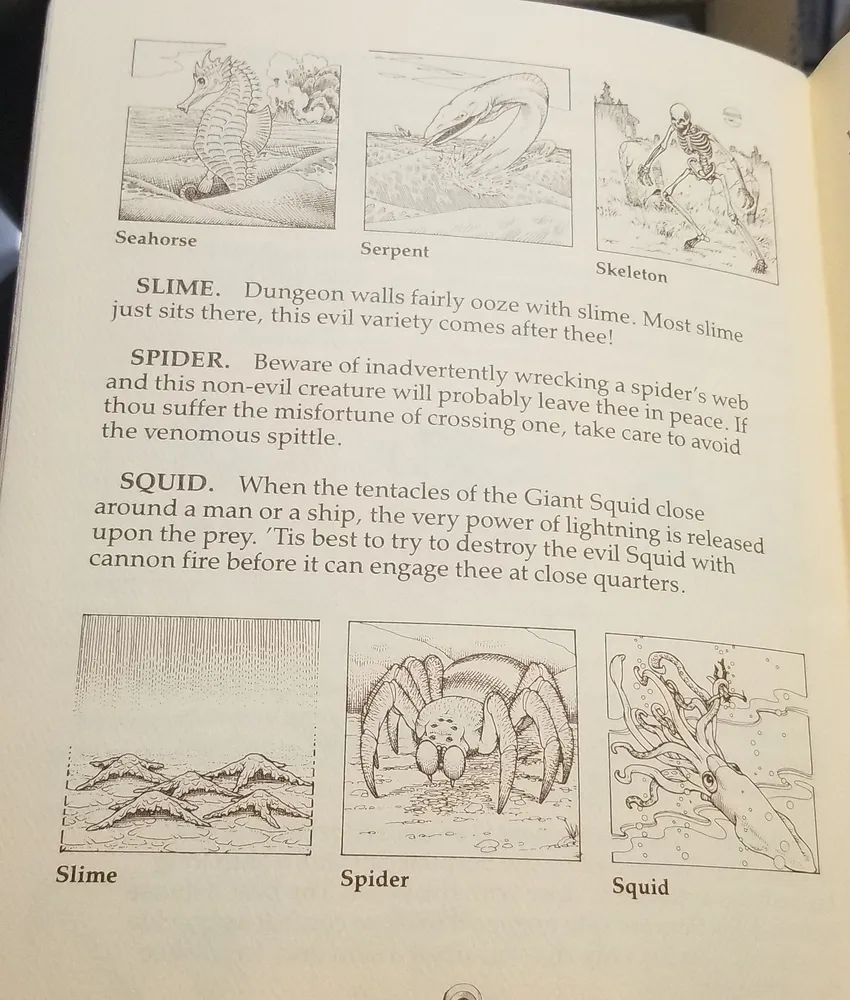 Seahorse
Serpent
Skeleton
SLIME. Dungeon walls fairly ooze with slime. Most slime
just sits there, this evil variety comes after thee!
SPIDER. Beware of inadvertently wrecking a spider's web
and this non-evil creature will probably leave thee in peace. If
thou suffer the misfortune of crossing one, take care to avoid
the venomous spittle.
SQUID. When the tentacles of the Giant Squid close
around a man or a ship, the very power of lightning is released
upon the prey. 'Tis best to try to destroy the evil Squid with
cannon fire before it can engage thee at close quarters.
Slime
Spider
Squid